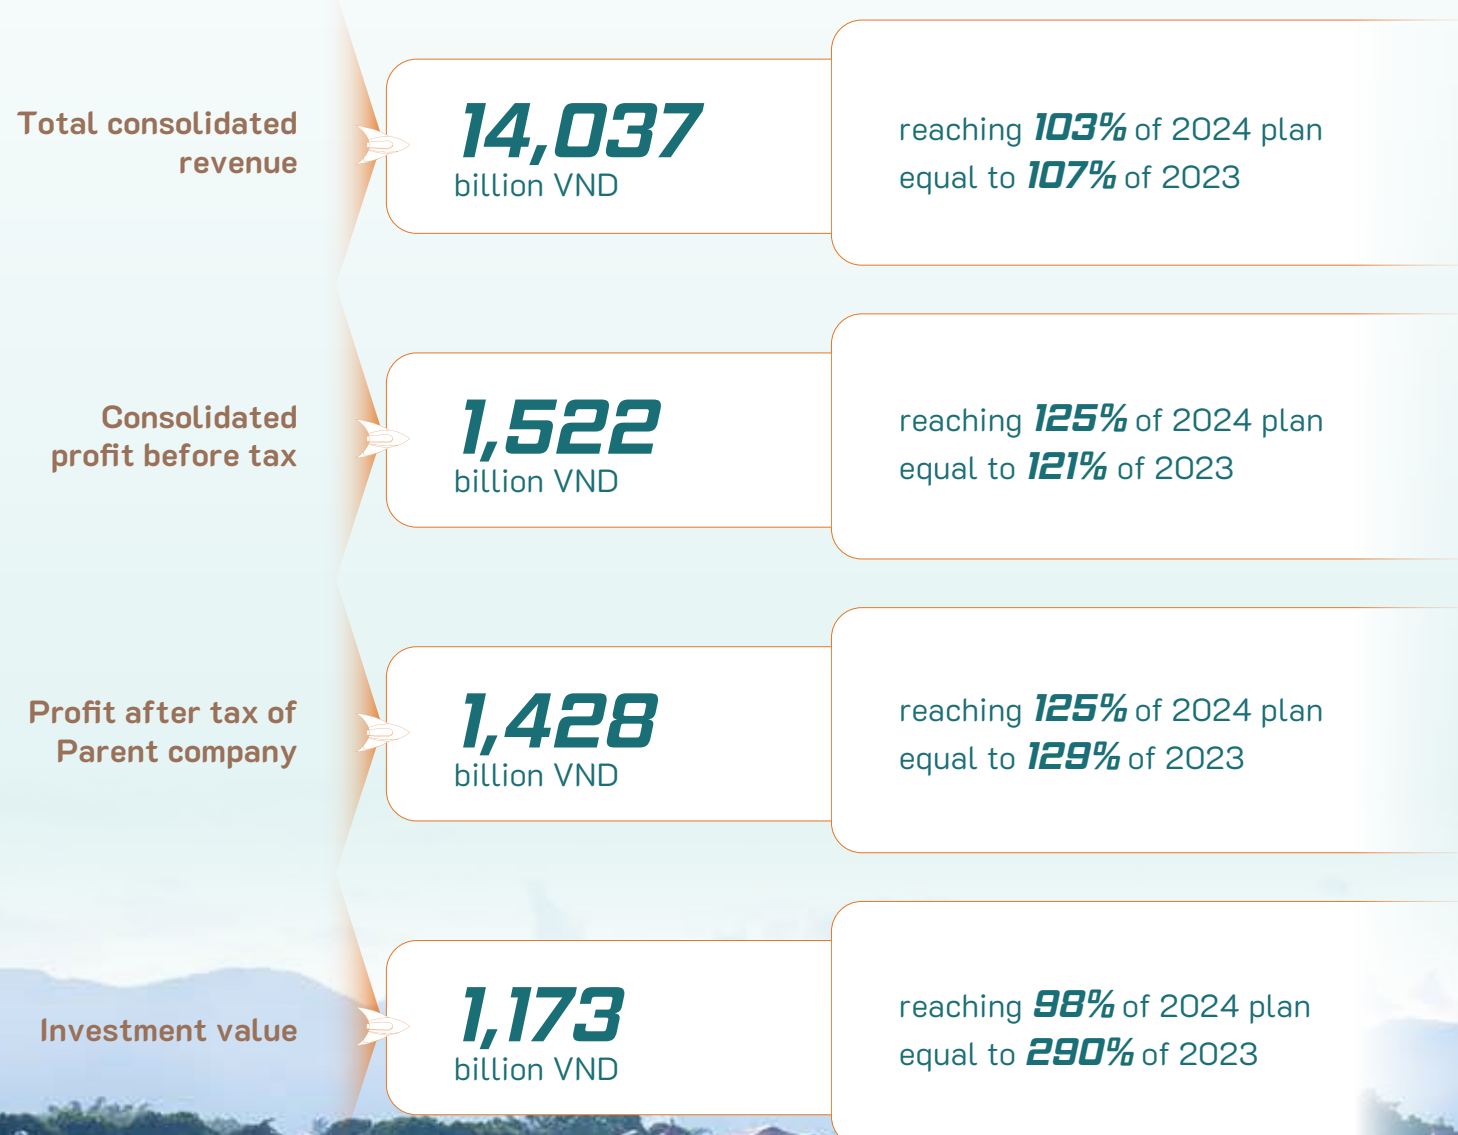 Total consolidated
revenue
14,037
billion VND
reaching 103% of 2024 plan
equal to 107% of 2023
Consolidated
profit before tax
1,522
billion VND
reaching 125% of 2024 plan
equal to 121% of 2023
Profit after tax of
Parent company
1,428
billion VND
reaching 125% of 2024 plan
equal to 129% of 2023
Investment value
1,173
billion VND
reaching 98% of 2024 plan
equal to 290% of 2023